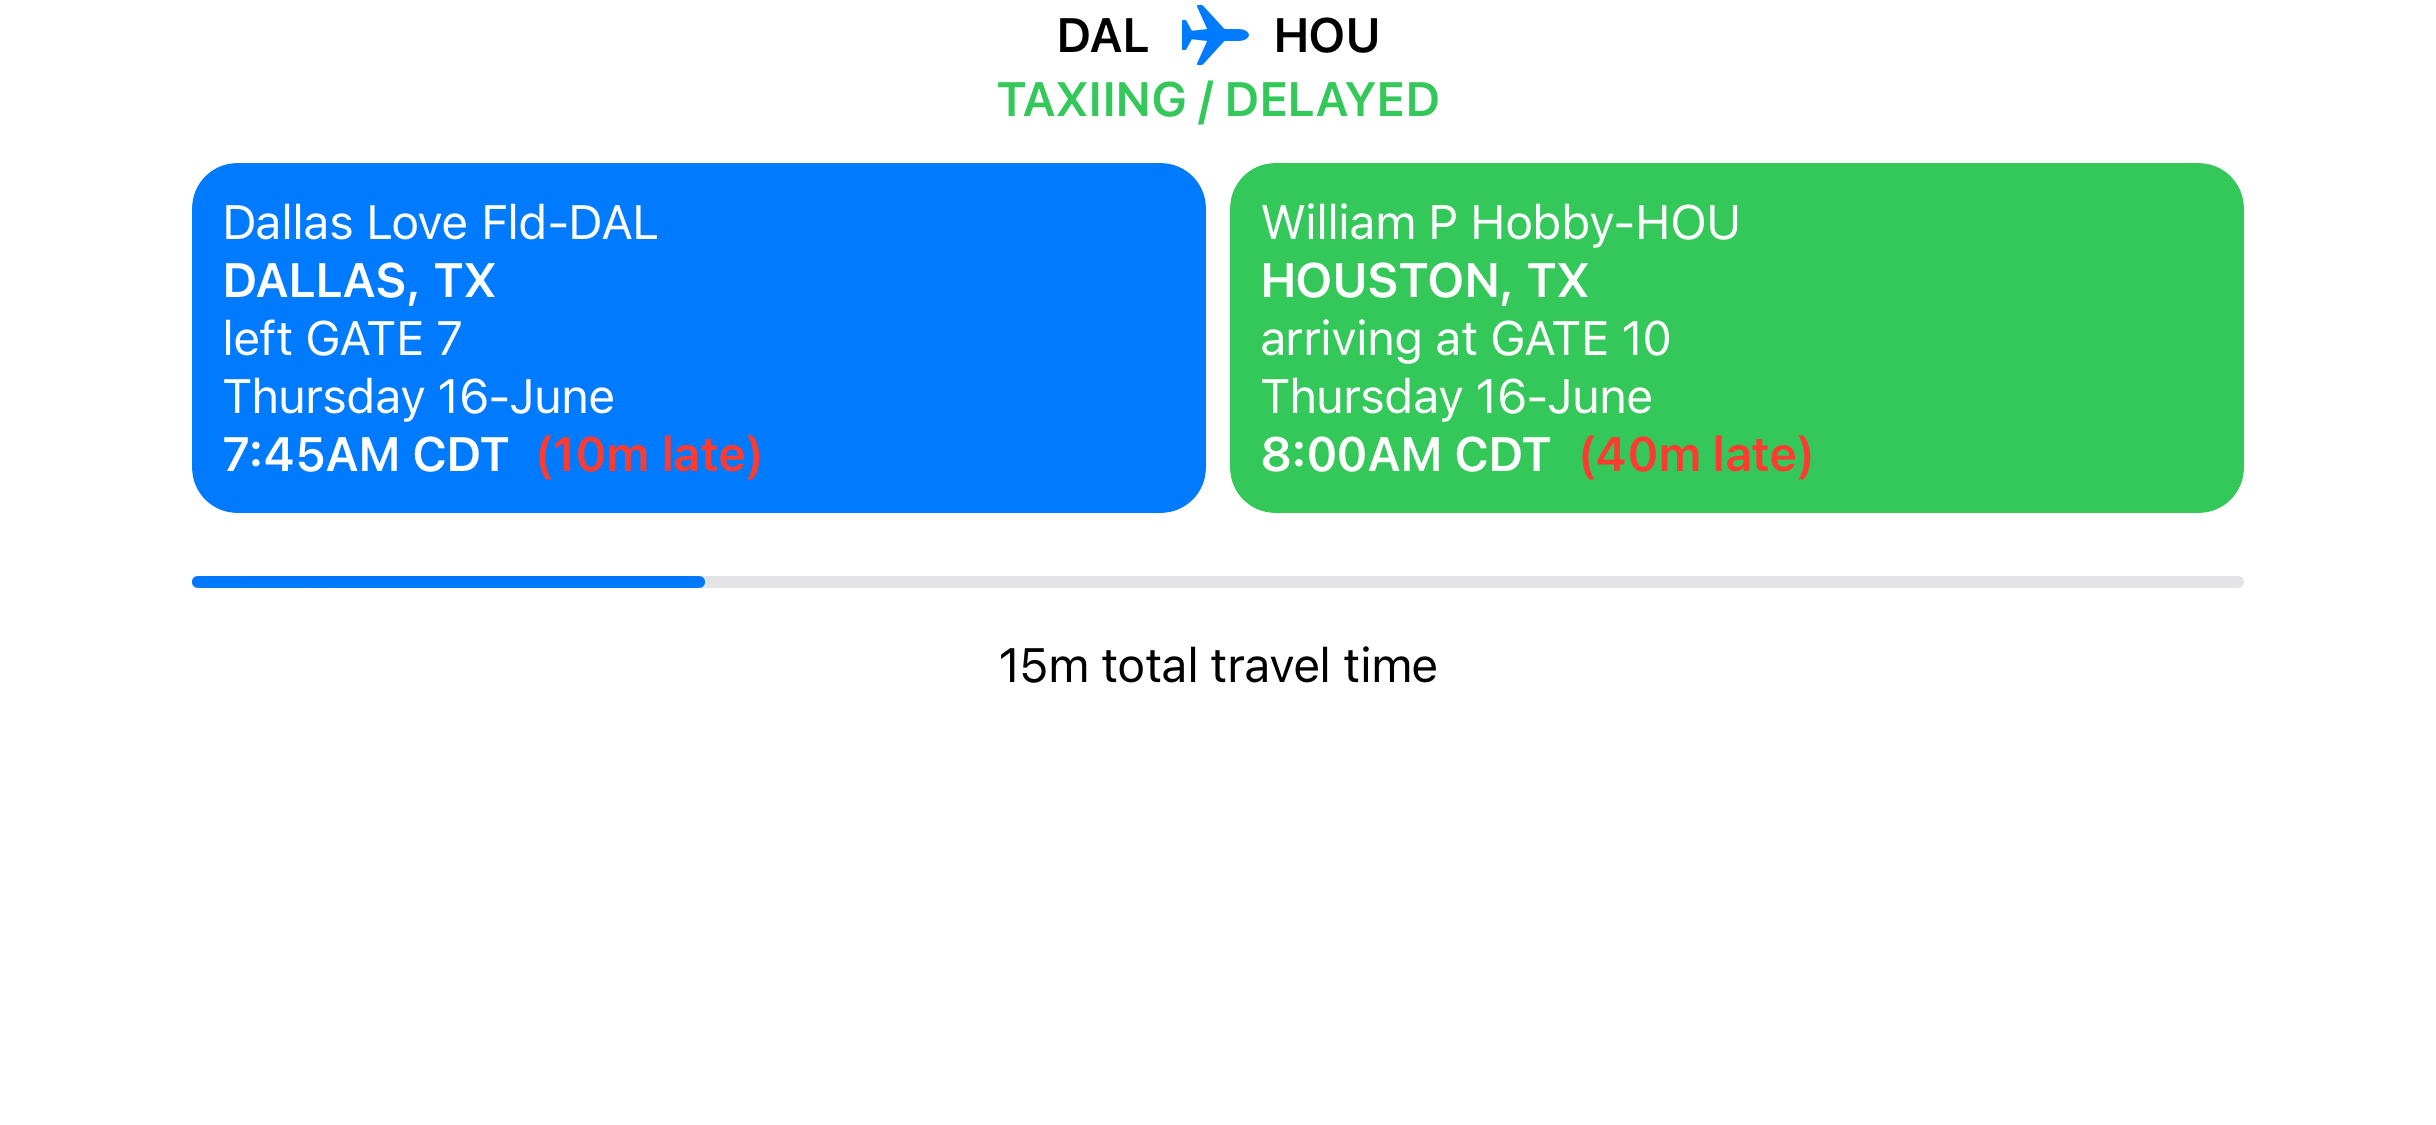 DAL HOU
TAXIING / DELAYED
Dallas Love Fld-DAL
DALLAS, TX
left GATE 7
Thursday 16-June
7:45AM CDT (10m late)
William P Hobby-HOU
HOUSTON, TX
arriving at GATE 10
Thursday 16-June
8:00AM CDT (40m late)
15m total travel time